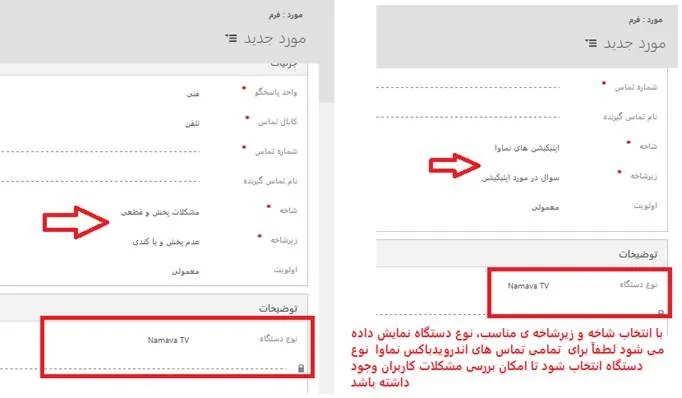 مورد : فرم
مورد جدید
شماره تماس *
نام تماس گیرنده
شاخه * اپلیکیشن های نماوا
زیرشاخه * سوال در مورد اپلیکیشن
اولویت معمولی
توضیحات
نوع دستگاه Namava TV
با انتخاب شاخه و زیرشاخه ی مناسب، نوع دستگاه نمایش داده
می شود لطفاً برای تمامی تماس های اندرویدباکس نماوا نوع
دستگاه انتخاب شود تا امکان بررسی مشکلات کاربران وجود
داشته باشد
مورد : فرم
مورد جدید
جزئیات
واحد پاسخگو * فنی
کانال تماس * تلفن
شماره تماس *
نام تماس گیرنده
شاخه * مشکلات پخش و قطعی
زیرشاخه * عدم پخش و یا کندی
اولویت معمولی
توضیحات
نوع دستگاه Namava TV